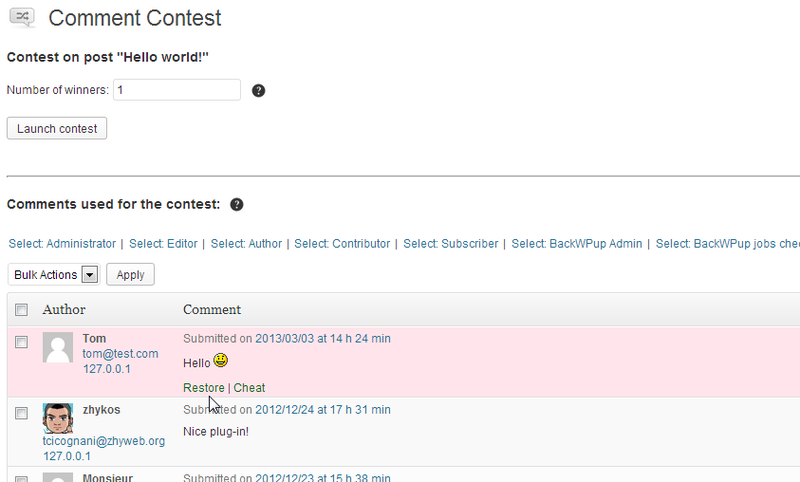 Comment Contest
Contest on post "Hello world!"
Number of winners: 1 ?
Launch contest
Comments used for the contest: ?
Select: Administrator | Select: Editor | Select: Author | Select: Contributor | Select: Subscriber | Select: BackWPup Admin | Select: BackWPup jobs che
Bulk Actions Apply
Author Comment
Tom Submitted on 2013/03/03 at 14 h 24 min
tom@test.com
127.0.0.1
Hello
Restore | Cheat
zhykos Submitted on 2012/12/24 at 17 h 31 min
tcicognani@zhyweb.org
127.0.0.1
Nice plug-in!
Monsieur Submitted on 2012/12/23 at 15 h 38 min